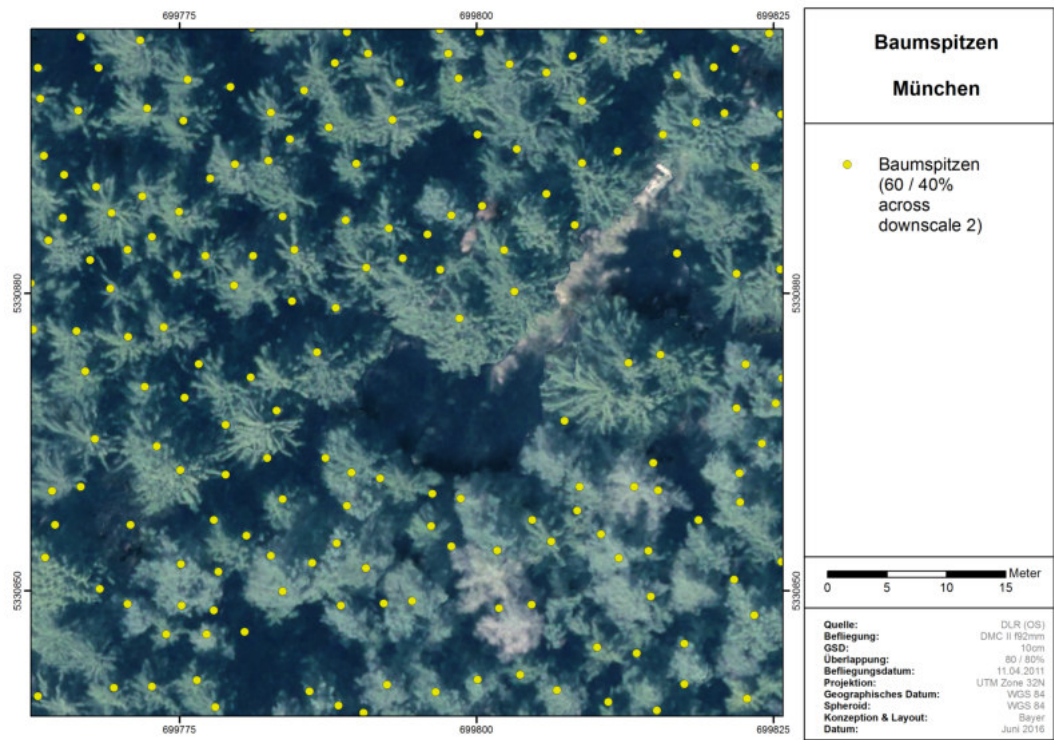 699775
699800
699825
Baumspitzen
München
Baumspitzen
(60 / 40%
across
downscale 2)
5330880
5330880
5330850
5330850
Meter
0 5 10 15
Quelle: DLR (OS)
Befliegung: DMC II f92mm
GSD: 10cm
Überlappung: 80 / 80%
Befliegungsdatum: 11.04.2011
Projektion: UTM Zone 32N
Geographisches Datum: WGS 84
Spheroid: WGS 84
Konzeption & Layout: Bayer
Datum: Juni 2016
699775
699800
699825